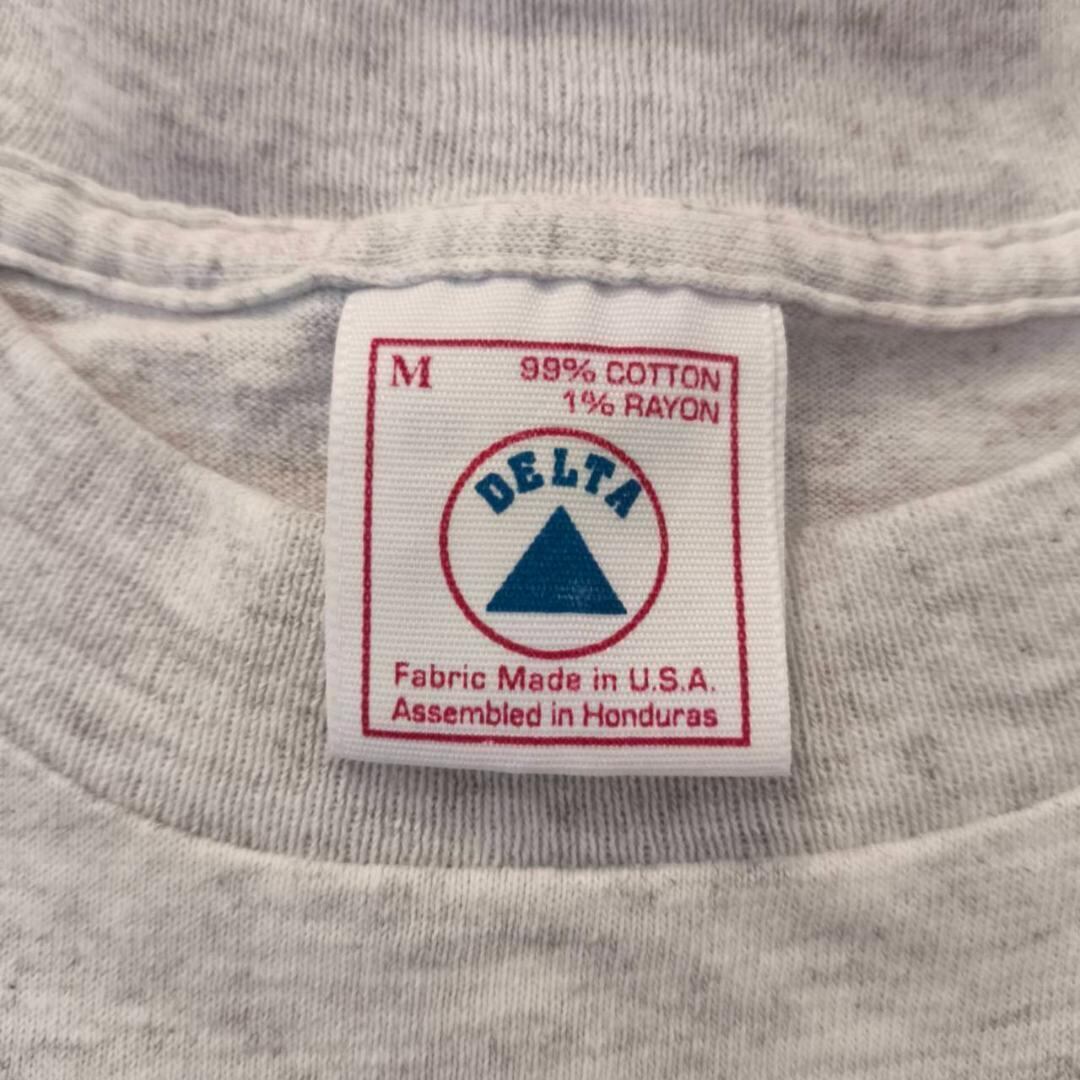 M 99% COTTON
1% RAYON
DELTA
Fabric Made in U.S.A.
Assembled in Honduras